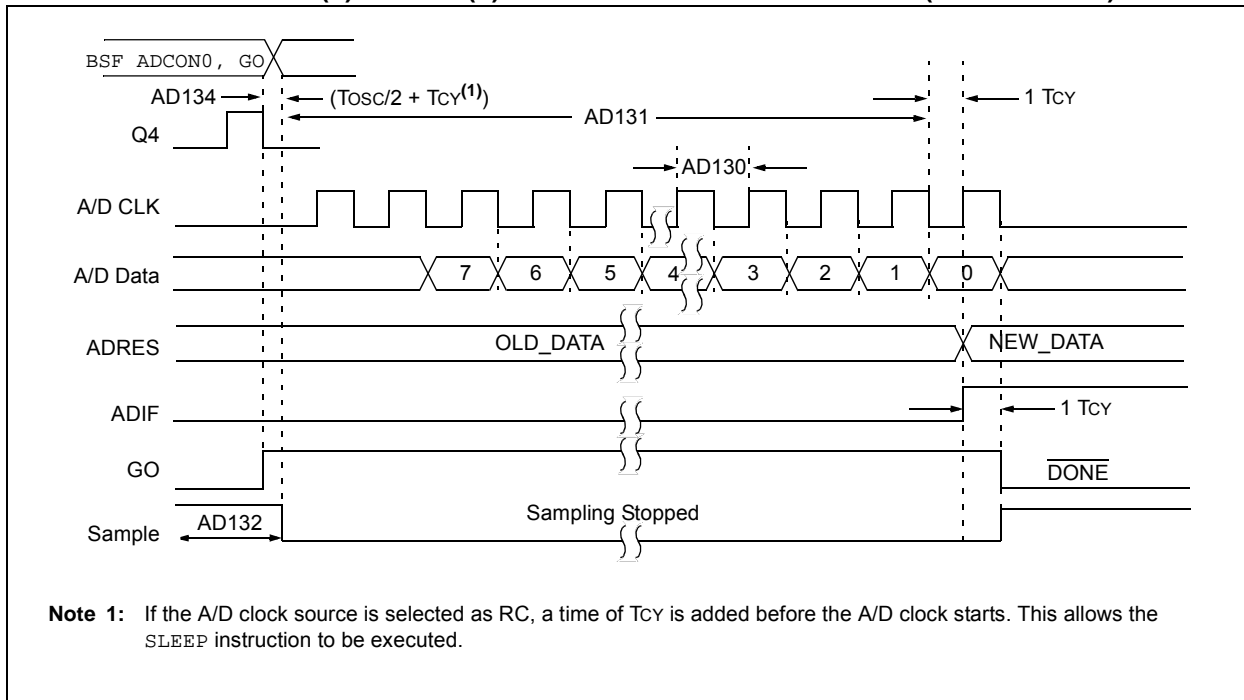 BSF ADCON0, GO
AD134 (TOSC/2 + TCY(1)) 1 TCY
AD131
Q4
AD130
A/D CLK
A/D Data 7 6 5 4 3 2 1 0
ADRES OLD_DATA NEW_DATA
ADIF 1 TCY
GO DONE
Sample AD132 Sampling Stopped
Note 1: If the A/D clock source is selected as RC, a time of TCY is added before the A/D clock starts. This allows the
SLEEP instruction to be executed.